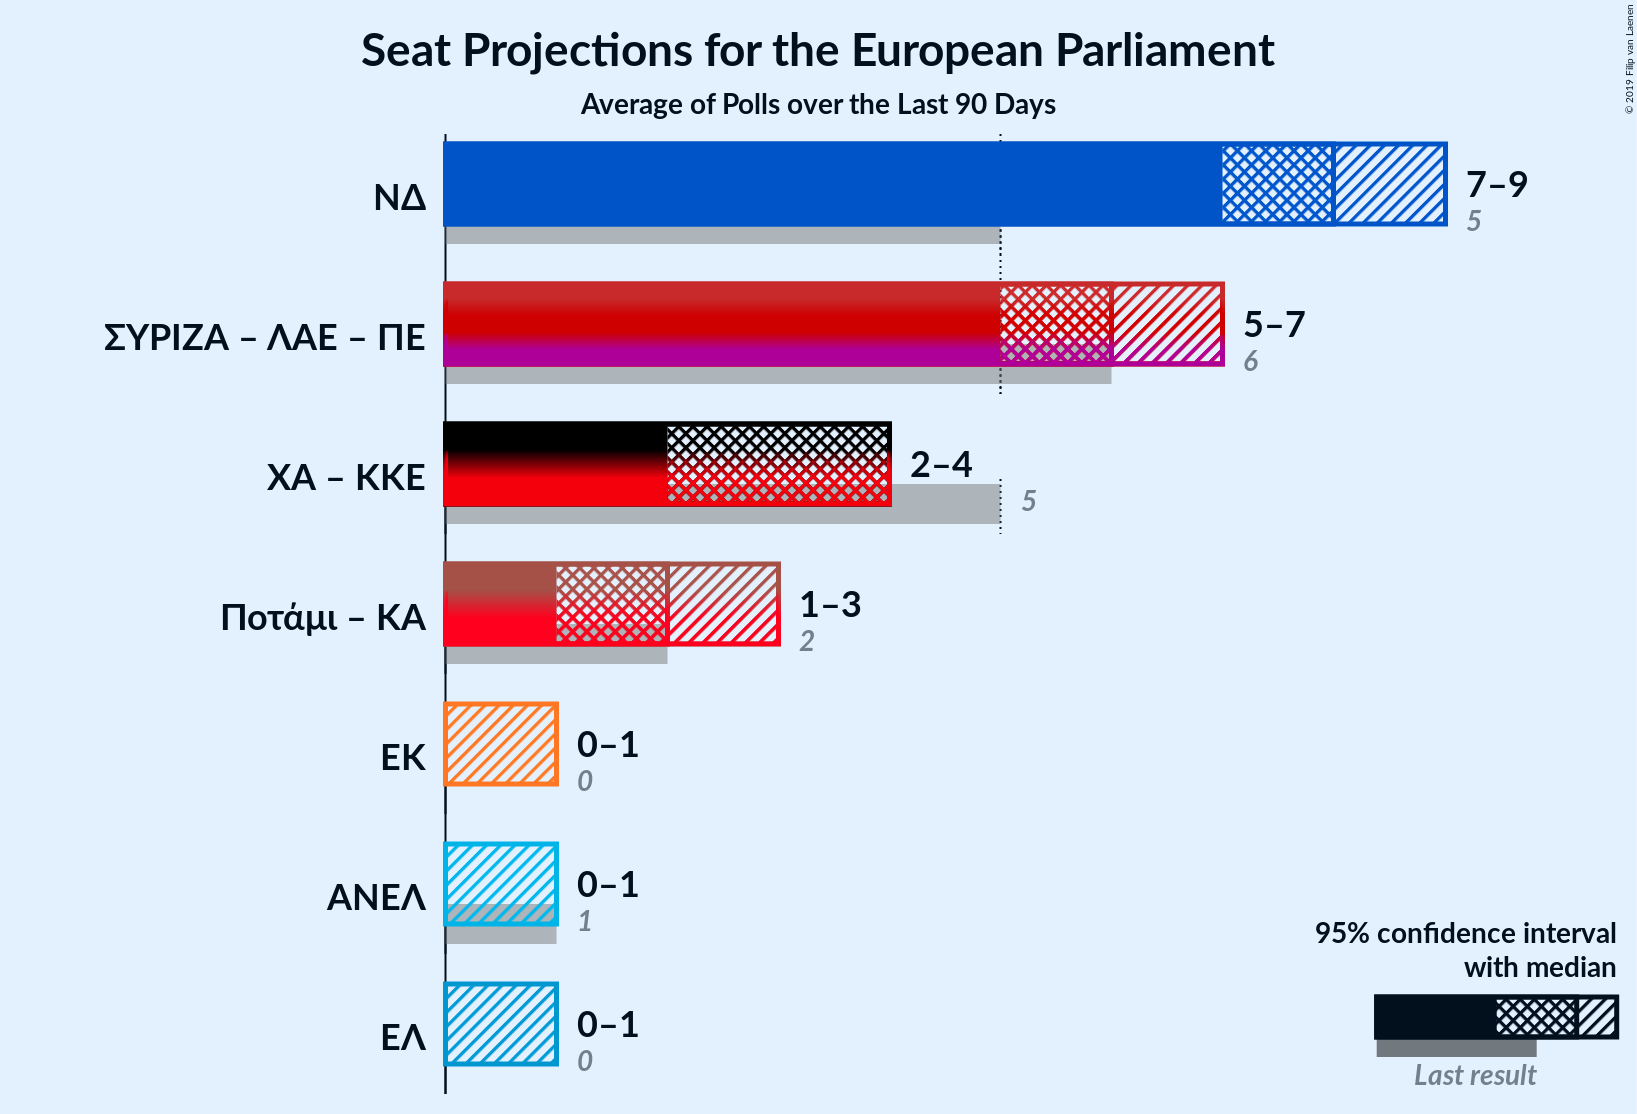 Seat Projections for the European Parliament
Average of Polls over the Last 90 Days
© 2019 Filip van Laenen
ΝΔ
7–9
5
ΣΥΡΙΖΑ – ΛΑΕ – ΠΕ
5–7
6
ΧΑ – ΚΚΕ
2–4
5
Ποτάμι – ΚΑ
1–3
2
ΕΚ
0–1
0
ΑΝΕΛ
0–1
1
ΕΛ
0–1
0
95% confidence interval
with median
Last result